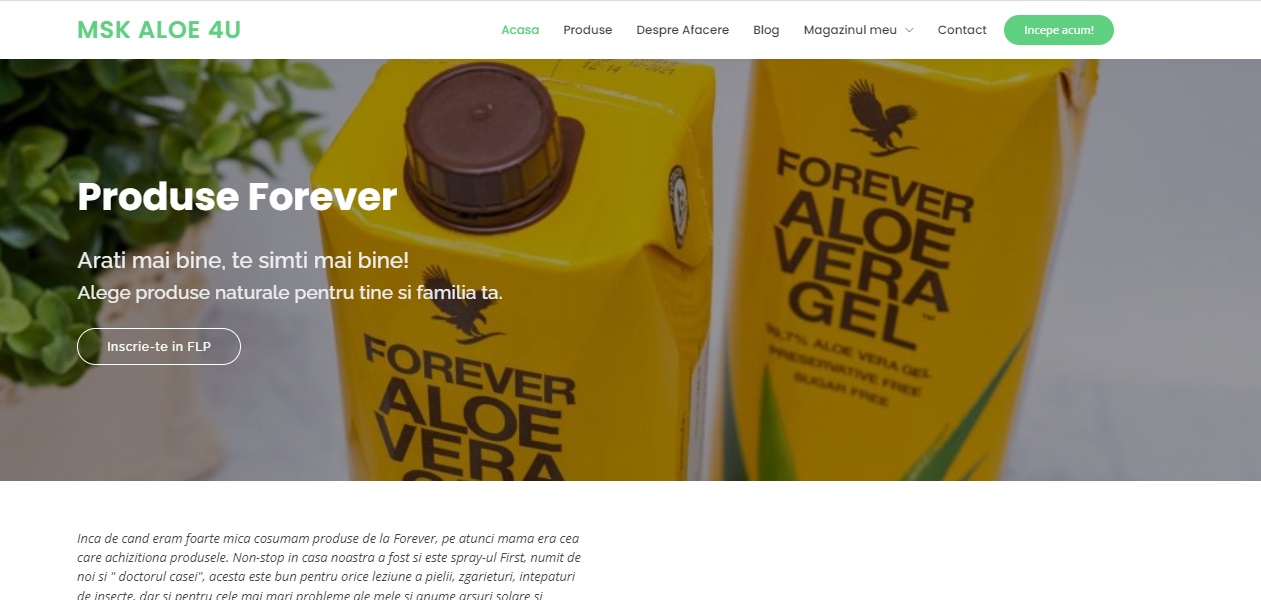 MSK ALOE 4U
Acasa Produse Despre Afacere Blog Magazinul meu Contact Incepe acum!
Produse Forever
Arati mai bine, te simti mai bine!
Alege produse naturale pentru tine si familia ta.
Inscrie-te in FLP
FOREVER
ALOE
VERA
FOREVER
ALOE
VERA
GEL™
99,7% ALOE VERA GEL
PRESERVATIVE FREE
SUGAR FREE
Inca de cand eram foarte mica cosumam produse de la Forever, pe atunci mama era cea
care achizitiona produsele. Non-stop in casa noastra a fost si este spray-ul First, numit de
noi si " doctorul casei", acesta este bun pentru orice leziune a pielii, zgarieturi, intepaturi
de insecte, dar si pentru cele mai mari probleme ale mele si anume arsuri solare si